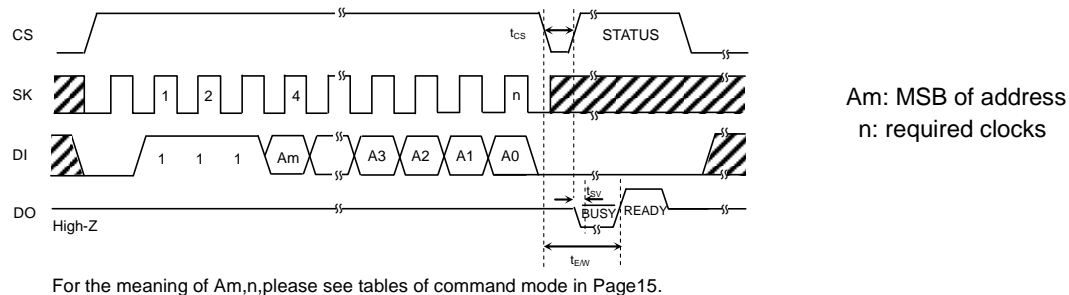 CS
tCS
STATUS
SK
1
2
4
n
Am: MSB of address
n: required clocks
DI
1 1 1 Am A3 A2 A1 A0
tSV
DO
BUSY READY
High-Z
tE/W
For the meaning of Am,n,please see tables of command mode in Page15.